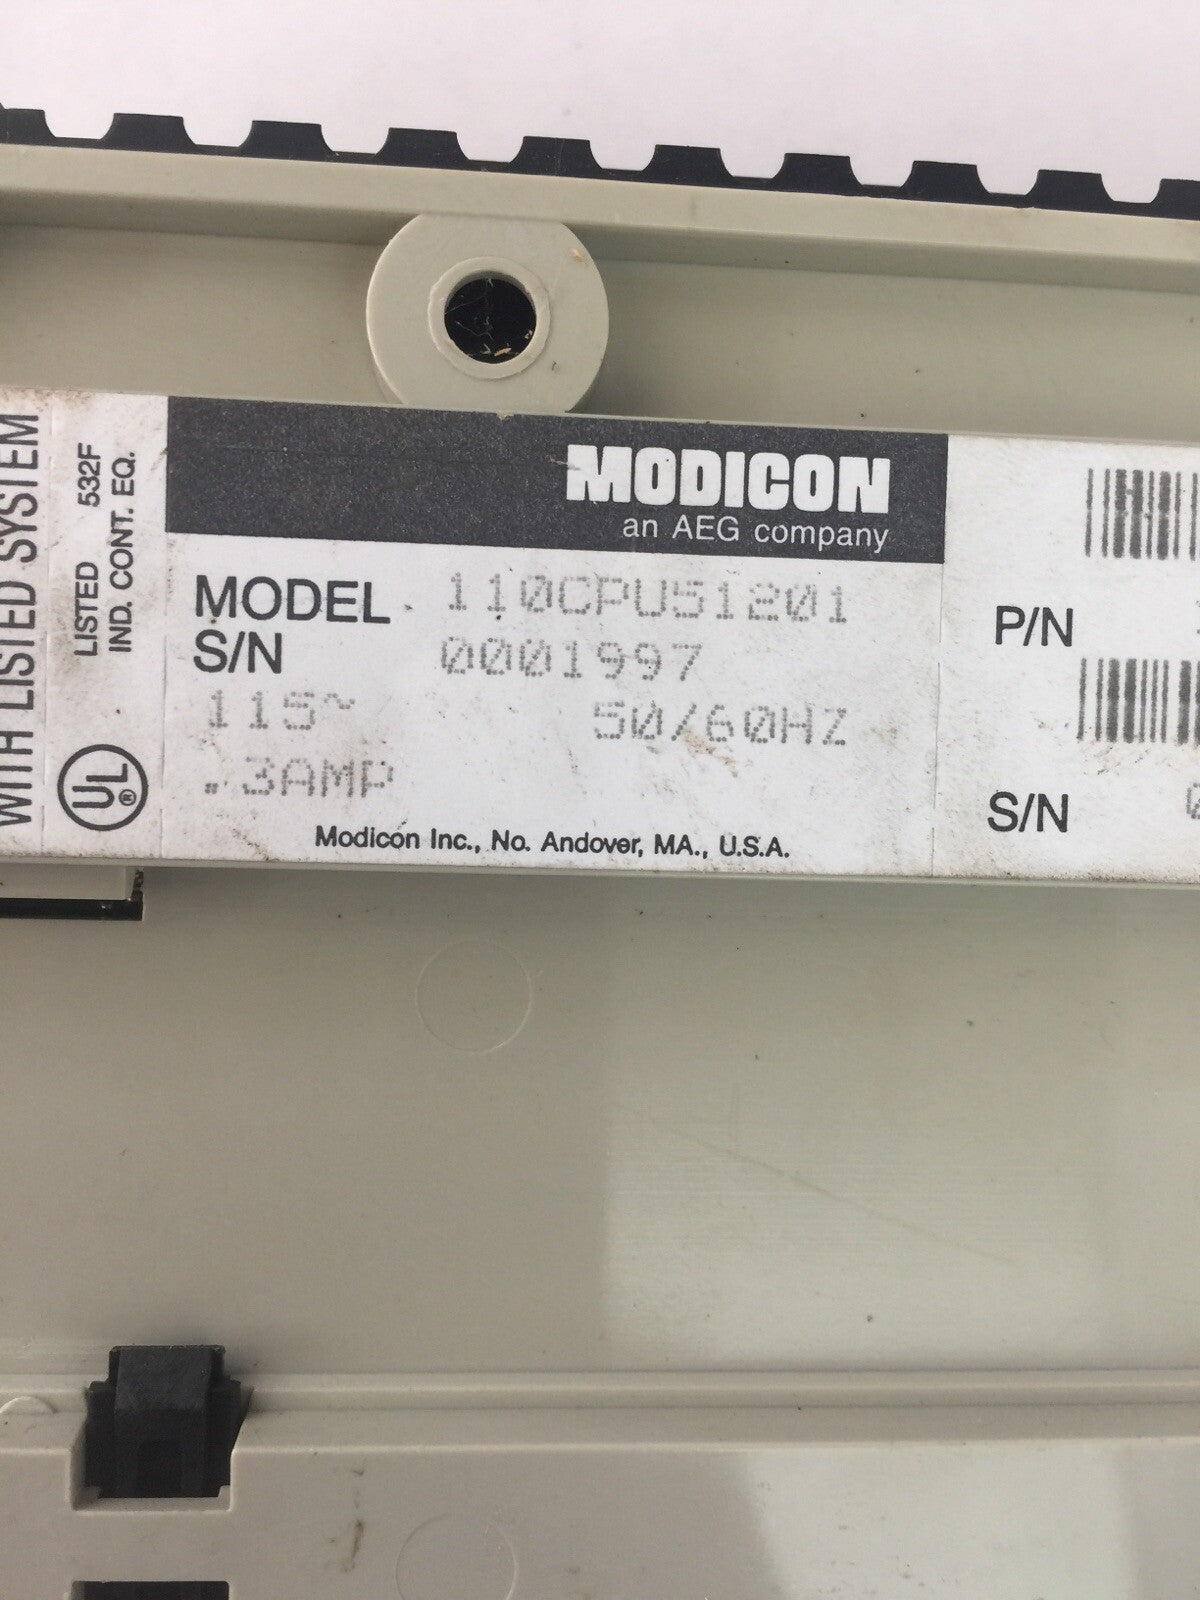 WITH LISTED SYSTEM
LISTED 532F
IND. CONT. EQ.
UL®
MODICON
an AEG company
MODEL 110CPU51201
S/N 0001997
115~ 50/60HZ
.3AMP
Modicon Inc., No. Andover, MA., U.S.A.
P/N
S/N